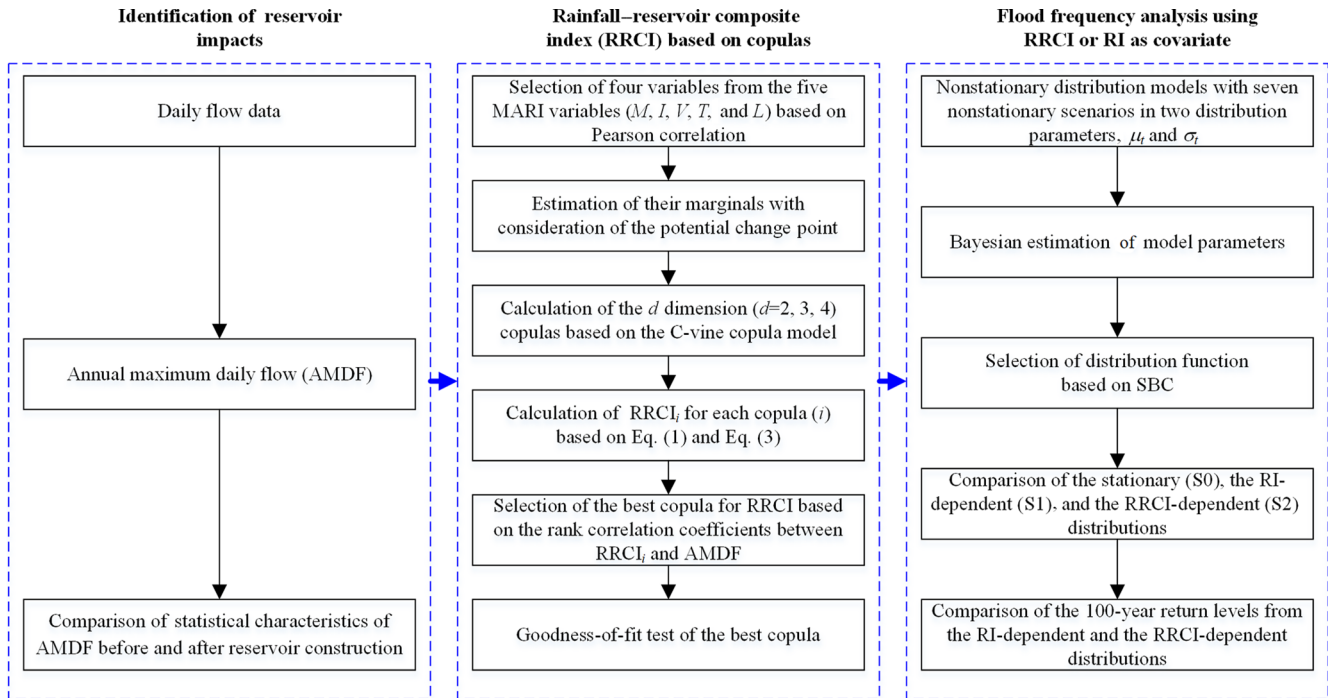 Identification of reservoir
impacts
Daily flow data
Annual maximum daily flow (AMDF)
Comparison of statistical characteristics of
AMDF before and after reservoir construction
Rainfall–reservoir composite
index (RRCI) based on copulas
Selection of four variables from the five
MARI variables (M, I, V, T, and L) based on
Pearson correlation
Estimation of their marginals with
consideration of the potential change point
Calculation of the d dimension (d=2, 3, 4)
copulas based on the C-vine copula model
Calculation of RRCIi for each copula (i)
based on Eq. (1) and Eq. (3)
Selection of the best copula for RRCI based
on the rank correlation coefficients between
RRCIi and AMDF
Goodness-of-fit test of the best copula
Flood frequency analysis using
RRCI or RI as covariate
Nonstationary distribution models with seven
nonstationary scenarios in two distribution
parameters, μt and σt
Bayesian estimation of model parameters
Selection of distribution function
based on SBC
Comparison of the stationary (S0), the RI-
dependent (S1), and the RRCI-dependent (S2)
distributions
Comparison of the 100-year return levels from
the RI-dependent and the RRCI-dependent
distributions